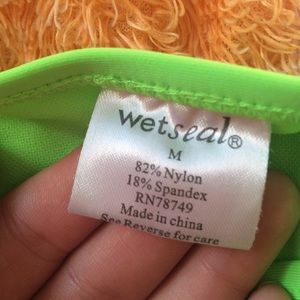 wetseal®
M
82% Nylon
18% Spandex
RN78749
Made in china
See Reverse for care